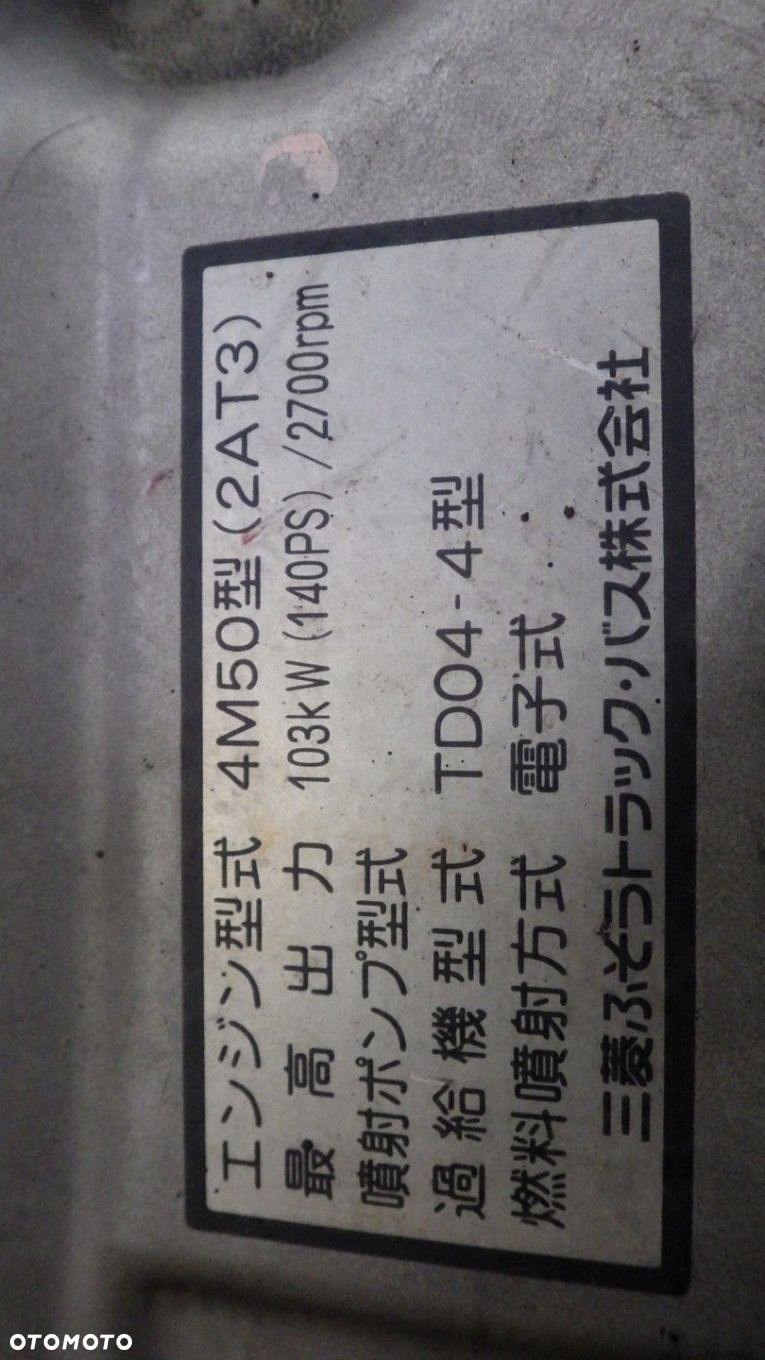 エンジン型式 4M50型(2AT3)
最高出力 103kW(140PS)/2700rpm
噴射ポンプ型式
過給機型式 TD04-4型
燃料噴射方式 電子式
三菱ふそうトラック・バス株式会社
OTOMOTO